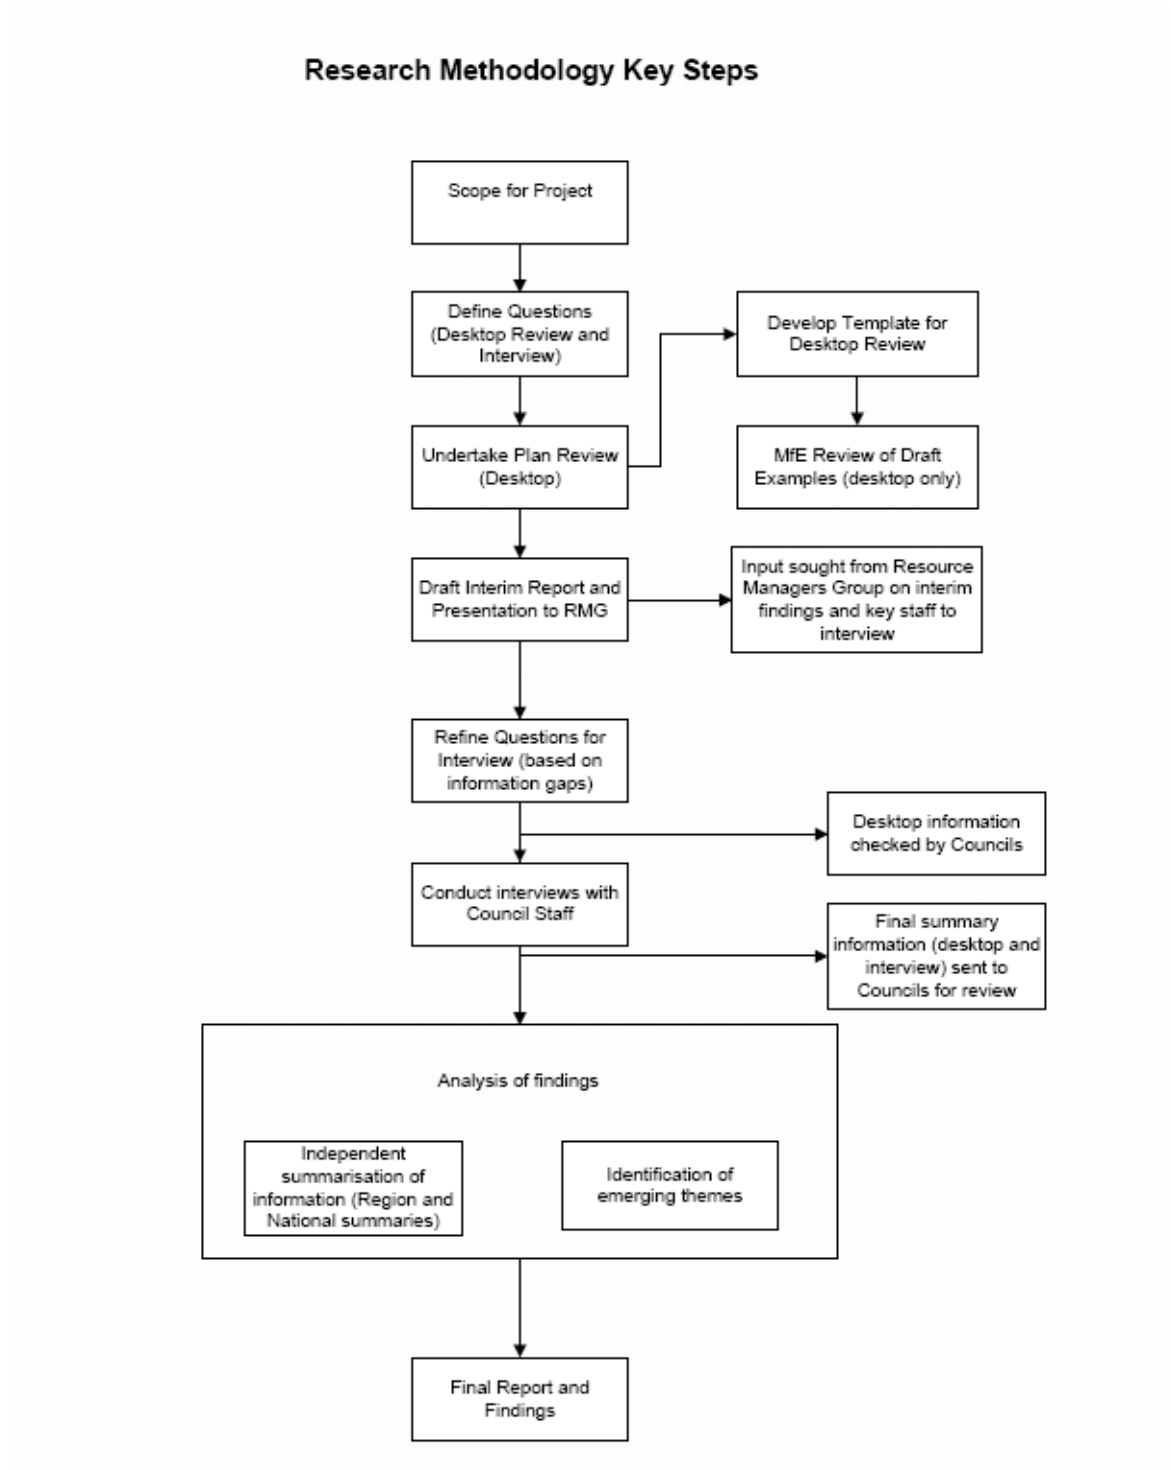 Research Methodology Key Steps
Scope for Project
Define Questions
(Desktop Review and
Interview)
Develop Template for
Desktop Review
Undertake Plan Review
(Desktop)
MfE Review of Draft
Examples (desktop only)
Draft Interim Report and
Presentation to RMG
Input sought from Resource
Managers Group on interim
findings and key staff to
interview
Refine Questions for
Interview (based on
information gaps)
Desktop information
checked by Councils
Conduct interviews with
Council Staff
Final summary
information (desktop and
interview) sent to
Councils for review
Analysis of findings
Independent
summarisation of
information (Region and
National summaries)
Identification of
emerging themes
Final Report and
Findings